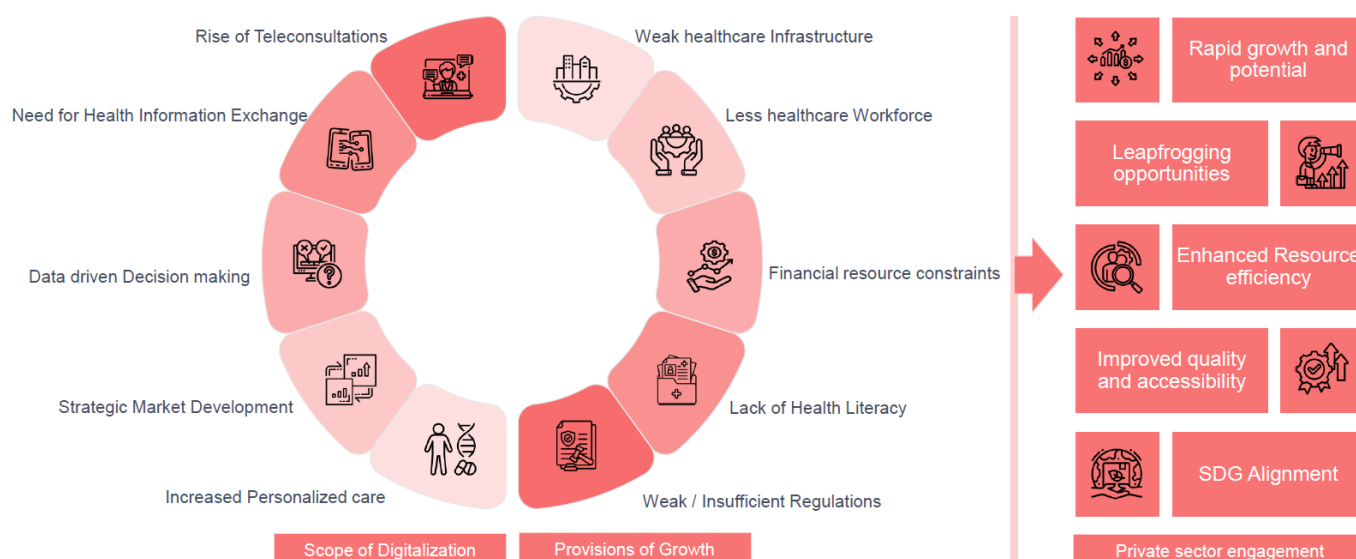 Rise of Teleconsultations
Need for Health Information Exchange
Data driven Decision making
Strategic Market Development
Increased Personalized care
Scope of Digitalization
Weak healthcare Infrastructure
Less healthcare Workforce
Financial resource constraints
Lack of Health Literacy
Weak / Insufficient Regulations
Provisions of Growth
Rapid growth and
potential
Leapfrogging
opportunities
Enhanced Resource
efficiency
Improved quality
and accessibility
SDG Alignment
Private sector engagement